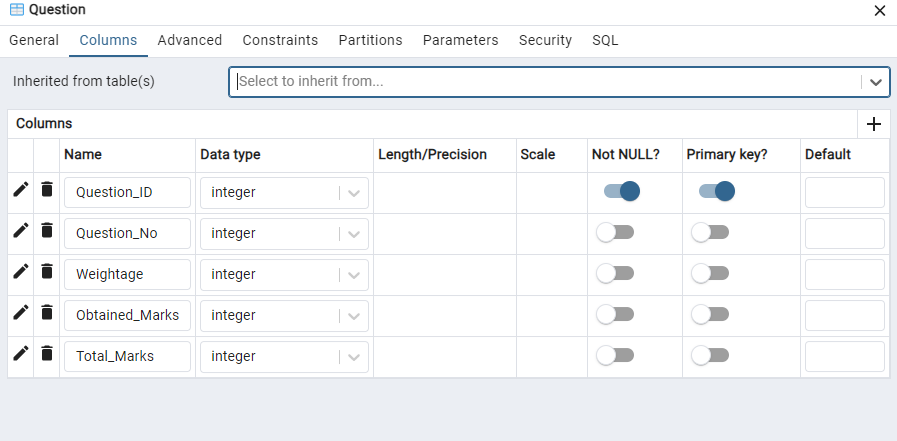 Question
General Columns Advanced Constraints Partitions Parameters Security SQL
Inherited from table(s) Select to inherit from...
Columns
Name Data type Length/Precision Scale Not NULL? Primary key? Default
Question_ID integer
Question_No integer
Weightage integer
Obtained_Marks integer
Total_Marks integer